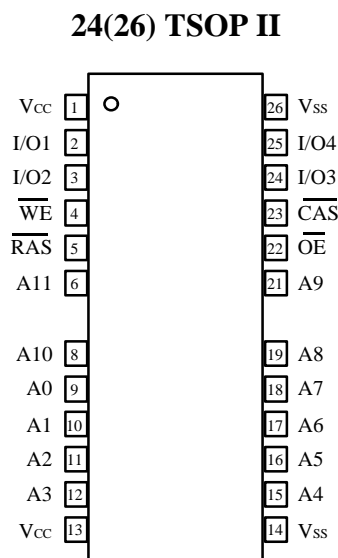 24(26) TSOP II
Vcc 1 26 Vss
I/O1 2 25 I/O4
I/O2 3 24 I/O3
WE 4 23 CAS
RAS 5 22 OE
A11 6 21 A9
A10 8 19 A8
A0 9 18 A7
A1 10 17 A6
A2 11 16 A5
A3 12 15 A4
Vcc 13 14 Vss